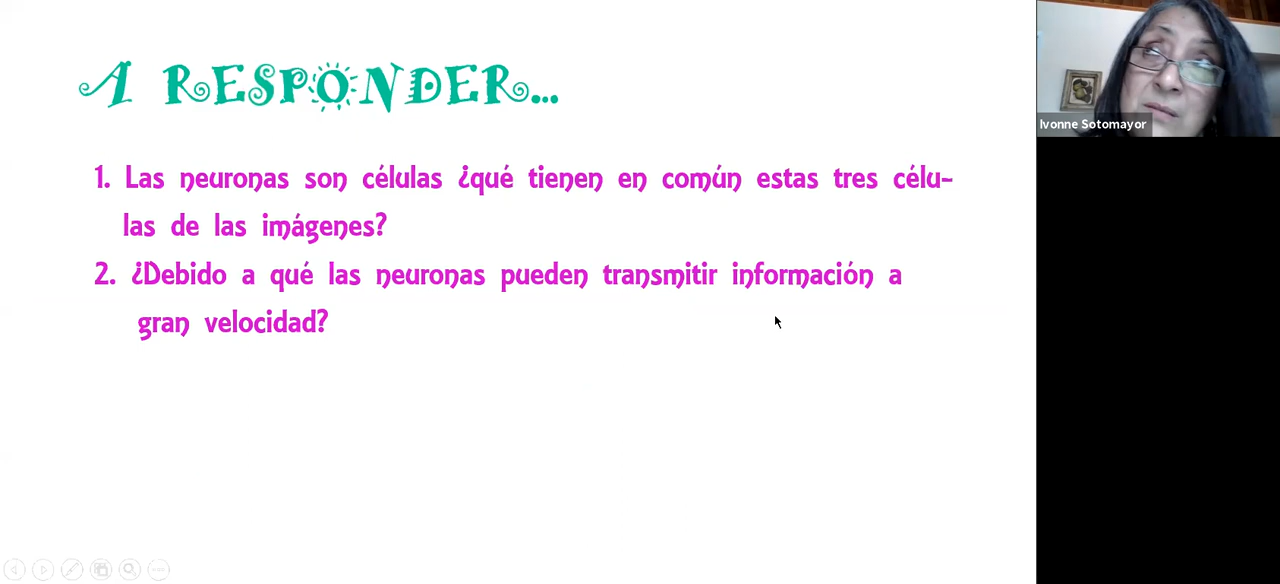 A RESPONDER...
Ivonne Sotomayor
1. Las neuronas son células ¿qué tienen en común estas tres célu-
las de las imágenes?
2. ¿Debido a qué las neuronas pueden transmitir información a
gran velocidad?